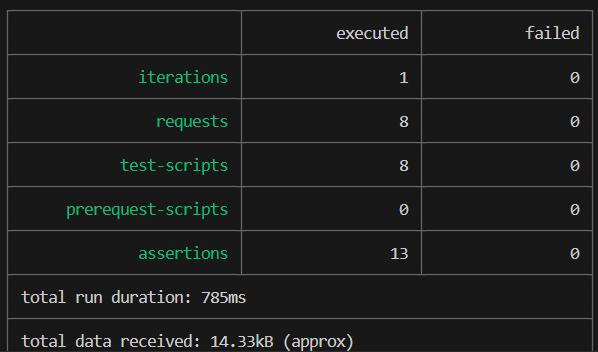 executed failed
iterations 1 0
requests 8 0
test-scripts 8 0
prerequest-scripts 0 0
assertions 13 0
total run duration: 785ms
total data received: 14.33kB (approx)